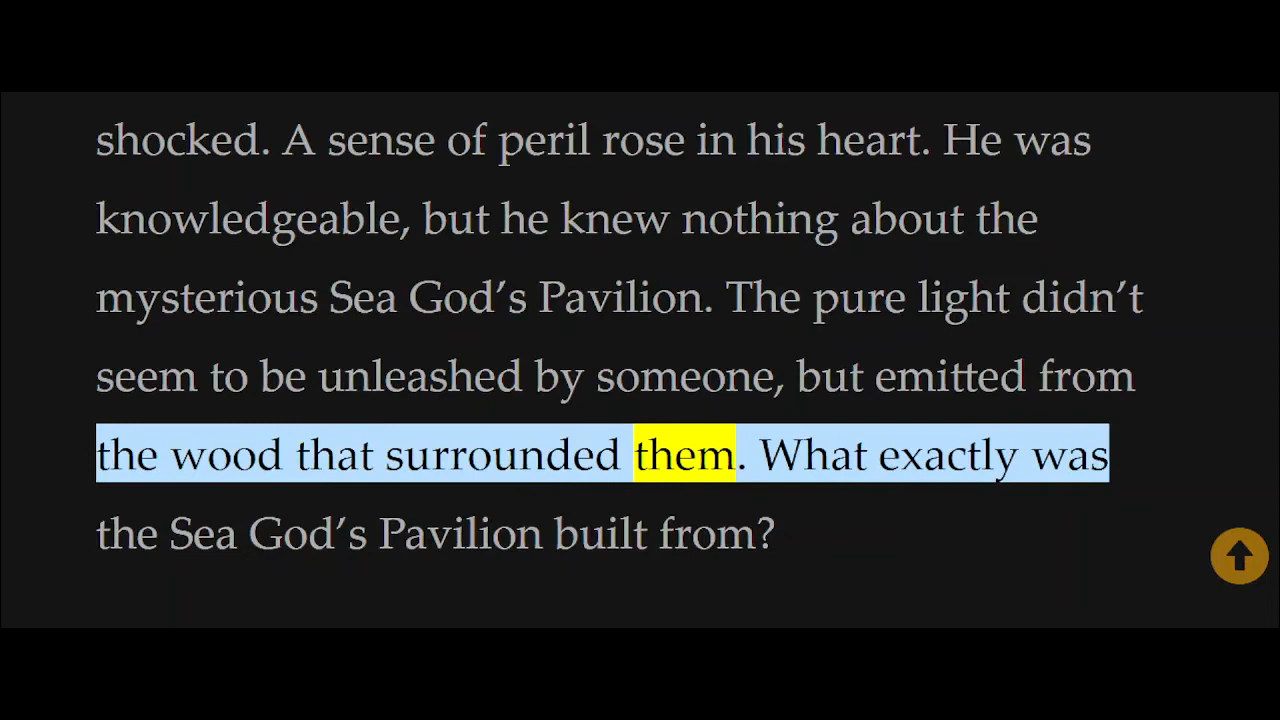 shocked. A sense of peril rose in his heart. He was
knowledgeable, but he knew nothing about the
mysterious Sea God’s Pavilion. The pure light didn’t
seem to be unleashed by someone, but emitted from
the wood that surrounded them. What exactly was
the Sea God’s Pavilion built from?